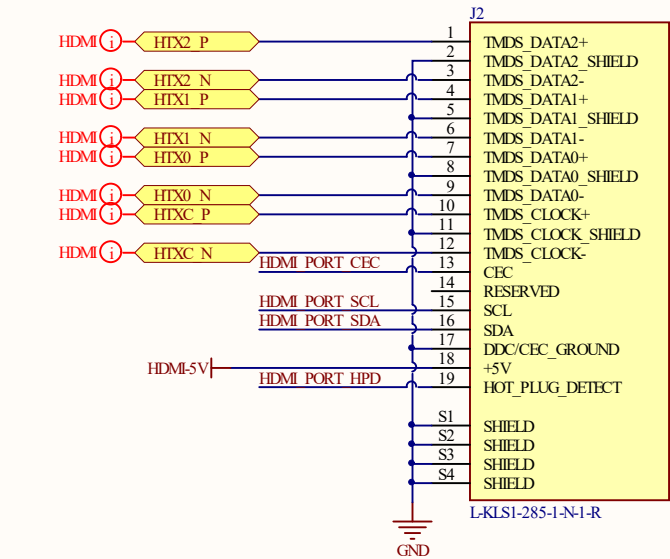 J2
HDMI i HTX2_P 1 TMDS_DATA2+
2 TMDS_DATA2_SHIELD
HDMI i HTX2_N 3 TMDS_DATA2-
HDMI i HTX1_P 4 TMDS_DATA1+
5 TMDS_DATA1_SHIELD
HDMI i HTX1_N 6 TMDS_DATA1-
HDMI i HTX0_P 7 TMDS_DATA0+
8 TMDS_DATA0_SHIELD
HDMI i HTX0_N 9 TMDS_DATA0-
HDMI i HTXC_P 10 TMDS_CLOCK+
11 TMDS_CLOCK_SHIELD
HDMI i HTXC_N 12 TMDS_CLOCK-
HDMI_PORT_CEC 13 CEC
14 RESERVED
HDMI_PORT_SCL 15 SCL
HDMI_PORT_SDA 16 SDA
17 DDC/CEC_GROUND
HDMI-5V 18 +5V
HDMI_PORT_HPD 19 HOT_PLUG_DETECT
S1 SHIELD
S2 SHIELD
S3 SHIELD
S4 SHIELD
L-KLS1-285-1-N-1-R
GND